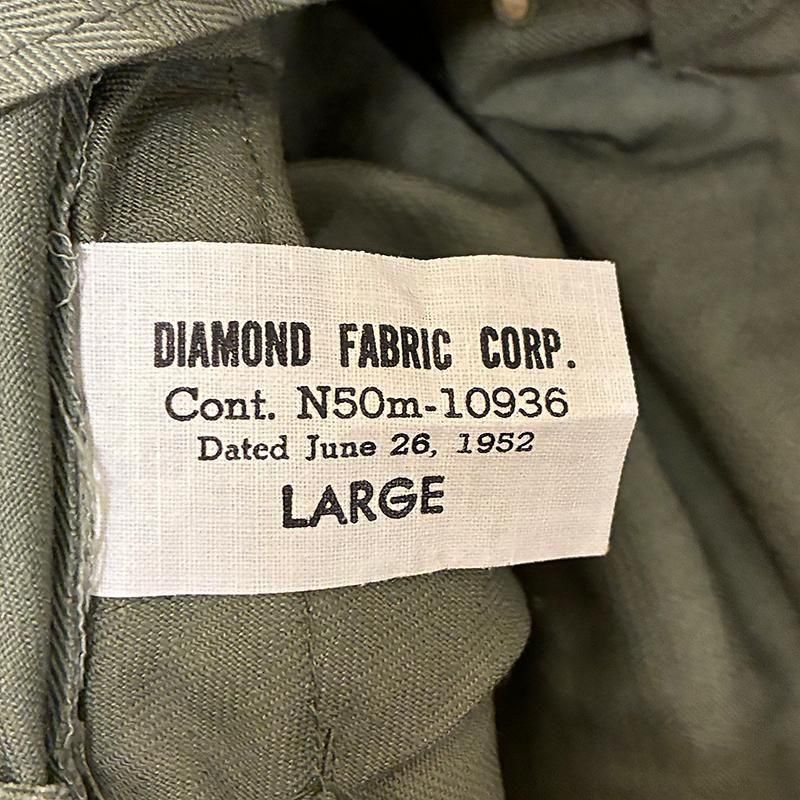 DIAMOND FABRIC CORP.
Cont. N50m-10936
Dated June 26, 1952
LARGE